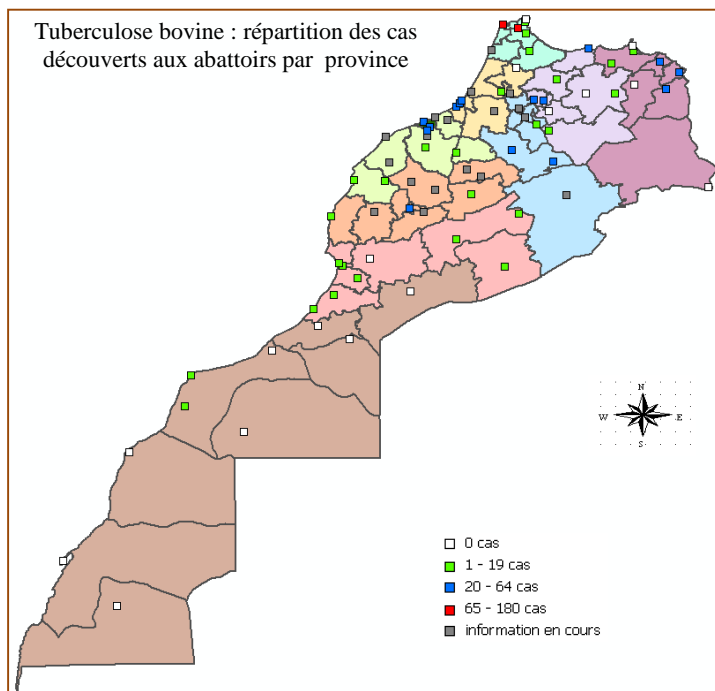 Tuberculose bovine : répartition des cas
découverts aux abattoirs par province
N
W
E
S
0 cas
1 - 19 cas
20 - 64 cas
65 - 180 cas
information en cours